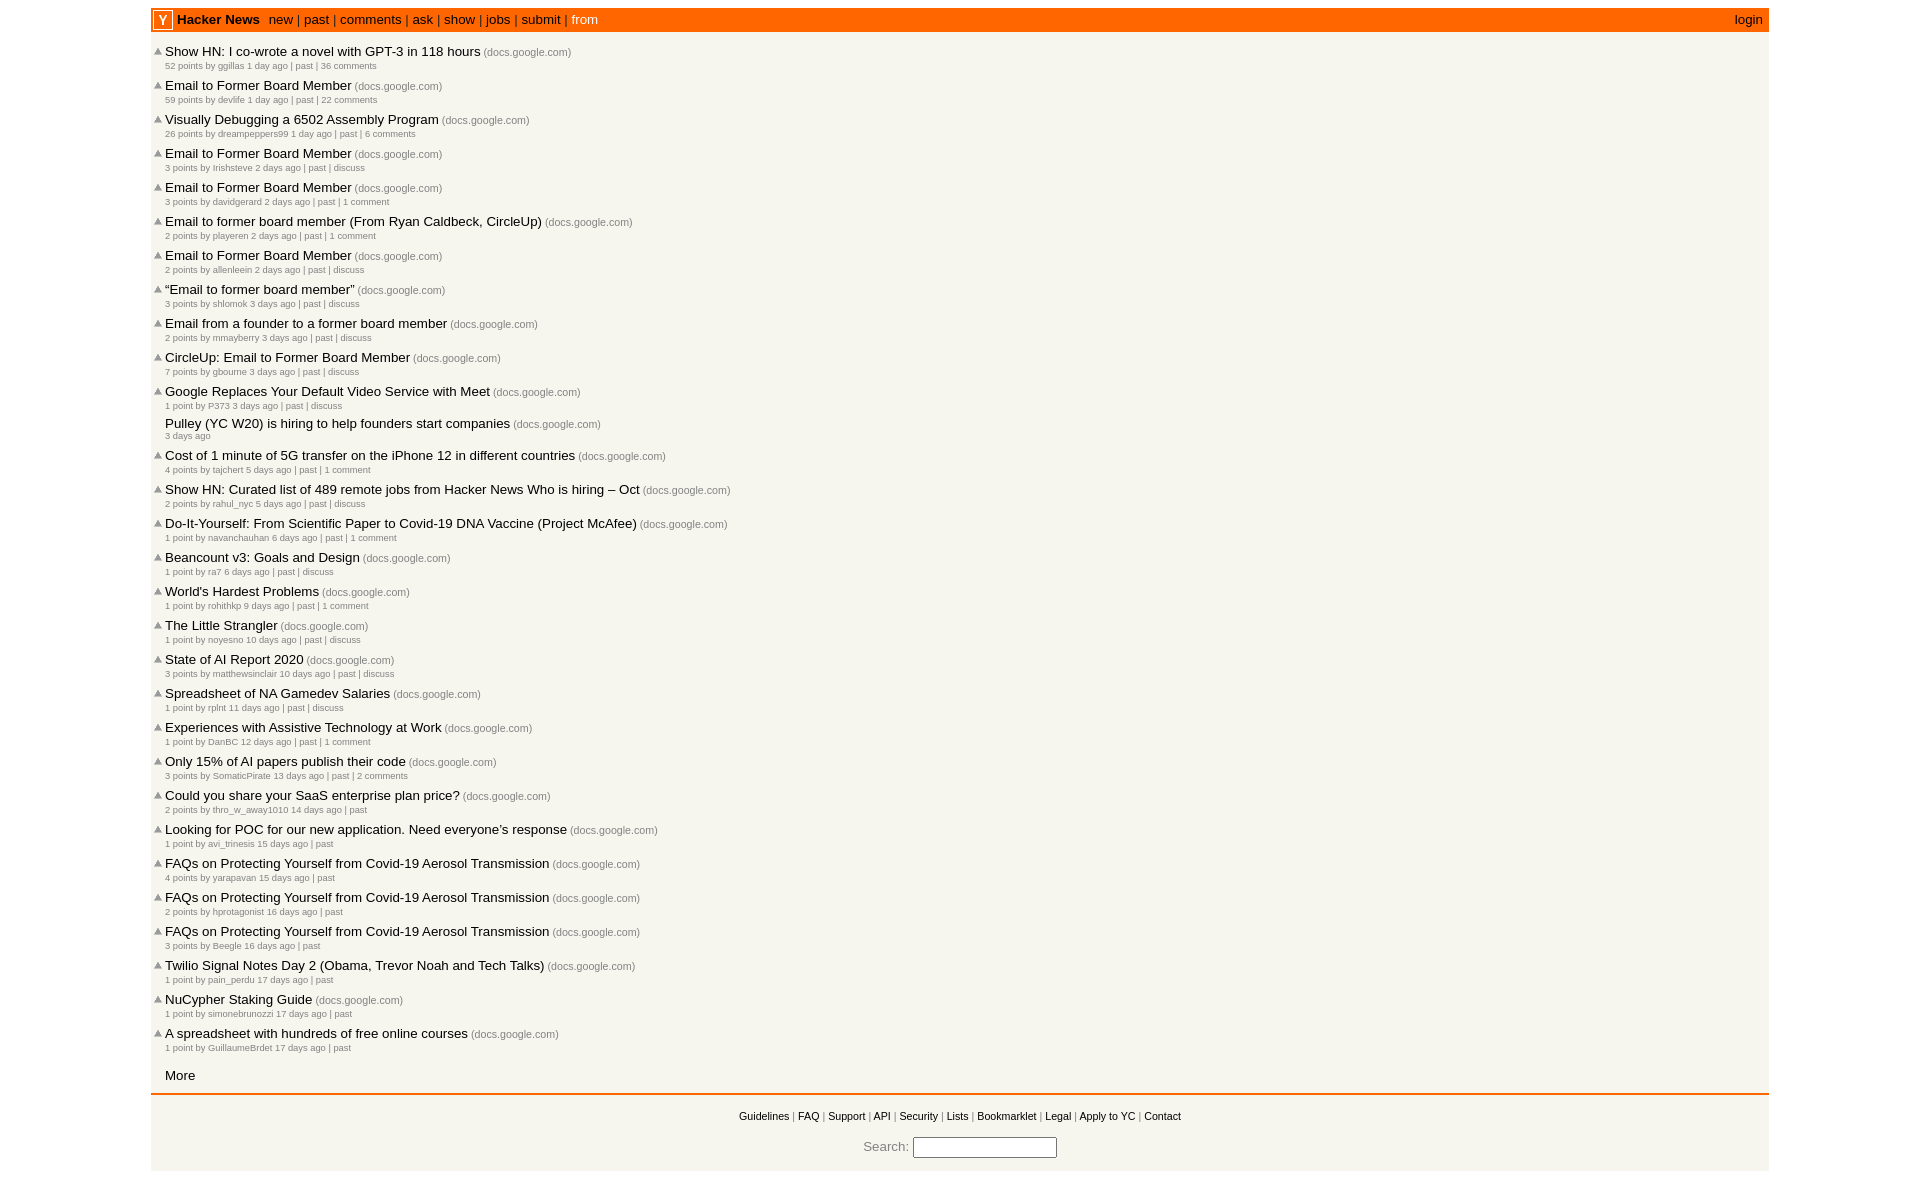 Y Hacker News new | past | comments | ask | show | jobs | submit | from login
Show HN: I co-wrote a novel with GPT-3 in 118 hours (docs.google.com)
52 points by ggillas 1 day ago | past | 36 comments
Email to Former Board Member (docs.google.com)
59 points by devlife 1 day ago | past | 22 comments
Visually Debugging a 6502 Assembly Program (docs.google.com)
26 points by dreampeppers99 1 day ago | past | 6 comments
Email to Former Board Member (docs.google.com)
3 points by Irishsteve 2 days ago | past | discuss
Email to Former Board Member (docs.google.com)
3 points by davidgerard 2 days ago | past | 1 comment
Email to former board member (From Ryan Caldbeck, CircleUp) (docs.google.com)
2 points by playeren 2 days ago | past | 1 comment
Email to Former Board Member (docs.google.com)
2 points by allenleein 2 days ago | past | discuss
“Email to former board member” (docs.google.com)
3 points by shlomok 3 days ago | past | discuss
Email from a founder to a former board member (docs.google.com)
2 points by mmayberry 3 days ago | past | discuss
CircleUp: Email to Former Board Member (docs.google.com)
7 points by gbourne 3 days ago | past | discuss
Google Replaces Your Default Video Service with Meet (docs.google.com)
1 point by P373 3 days ago | past | discuss
Pulley (YC W20) is hiring to help founders start companies (docs.google.com)
3 days ago
Cost of 1 minute of 5G transfer on the iPhone 12 in different countries (docs.google.com)
4 points by tajchert 5 days ago | past | 1 comment
Show HN: Curated list of 489 remote jobs from Hacker News Who is hiring – Oct (docs.google.com)
2 points by rahul_nyc 5 days ago | past | discuss
Do-It-Yourself: From Scientific Paper to Covid-19 DNA Vaccine (Project McAfee) (docs.google.com)
1 point by navanchauhan 6 days ago | past | 1 comment
Beancount v3: Goals and Design (docs.google.com)
1 point by ra7 6 days ago | past | discuss
World's Hardest Problems (docs.google.com)
1 point by rohithkp 9 days ago | past | 1 comment
The Little Strangler (docs.google.com)
1 point by noyesno 10 days ago | past | discuss
State of AI Report 2020 (docs.google.com)
3 points by matthewsinclair 10 days ago | past | discuss
Spreadsheet of NA Gamedev Salaries (docs.google.com)
1 point by rplnt 11 days ago | past | discuss
Experiences with Assistive Technology at Work (docs.google.com)
1 point by DanBC 12 days ago | past | 1 comment
Only 15% of AI papers publish their code (docs.google.com)
3 points by SomaticPirate 13 days ago | past | 2 comments
Could you share your SaaS enterprise plan price? (docs.google.com)
2 points by thro_w_away1010 14 days ago | past
Looking for POC for our new application. Need everyone’s response (docs.google.com)
1 point by avi_trinesis 15 days ago | past
FAQs on Protecting Yourself from Covid-19 Aerosol Transmission (docs.google.com)
4 points by yarapavan 15 days ago | past
FAQs on Protecting Yourself from Covid-19 Aerosol Transmission (docs.google.com)
2 points by hprotagonist 16 days ago | past
FAQs on Protecting Yourself from Covid-19 Aerosol Transmission (docs.google.com)
3 points by Beegle 16 days ago | past
Twilio Signal Notes Day 2 (Obama, Trevor Noah and Tech Talks) (docs.google.com)
1 point by pain_perdu 17 days ago | past
NuCypher Staking Guide (docs.google.com)
1 point by simonebrunozzi 17 days ago | past
A spreadsheet with hundreds of free online courses (docs.google.com)
1 point by GuillaumeBrdet 17 days ago | past
More
Guidelines | FAQ | Support | API | Security | Lists | Bookmarklet | Legal | Apply to YC | Contact
Search: